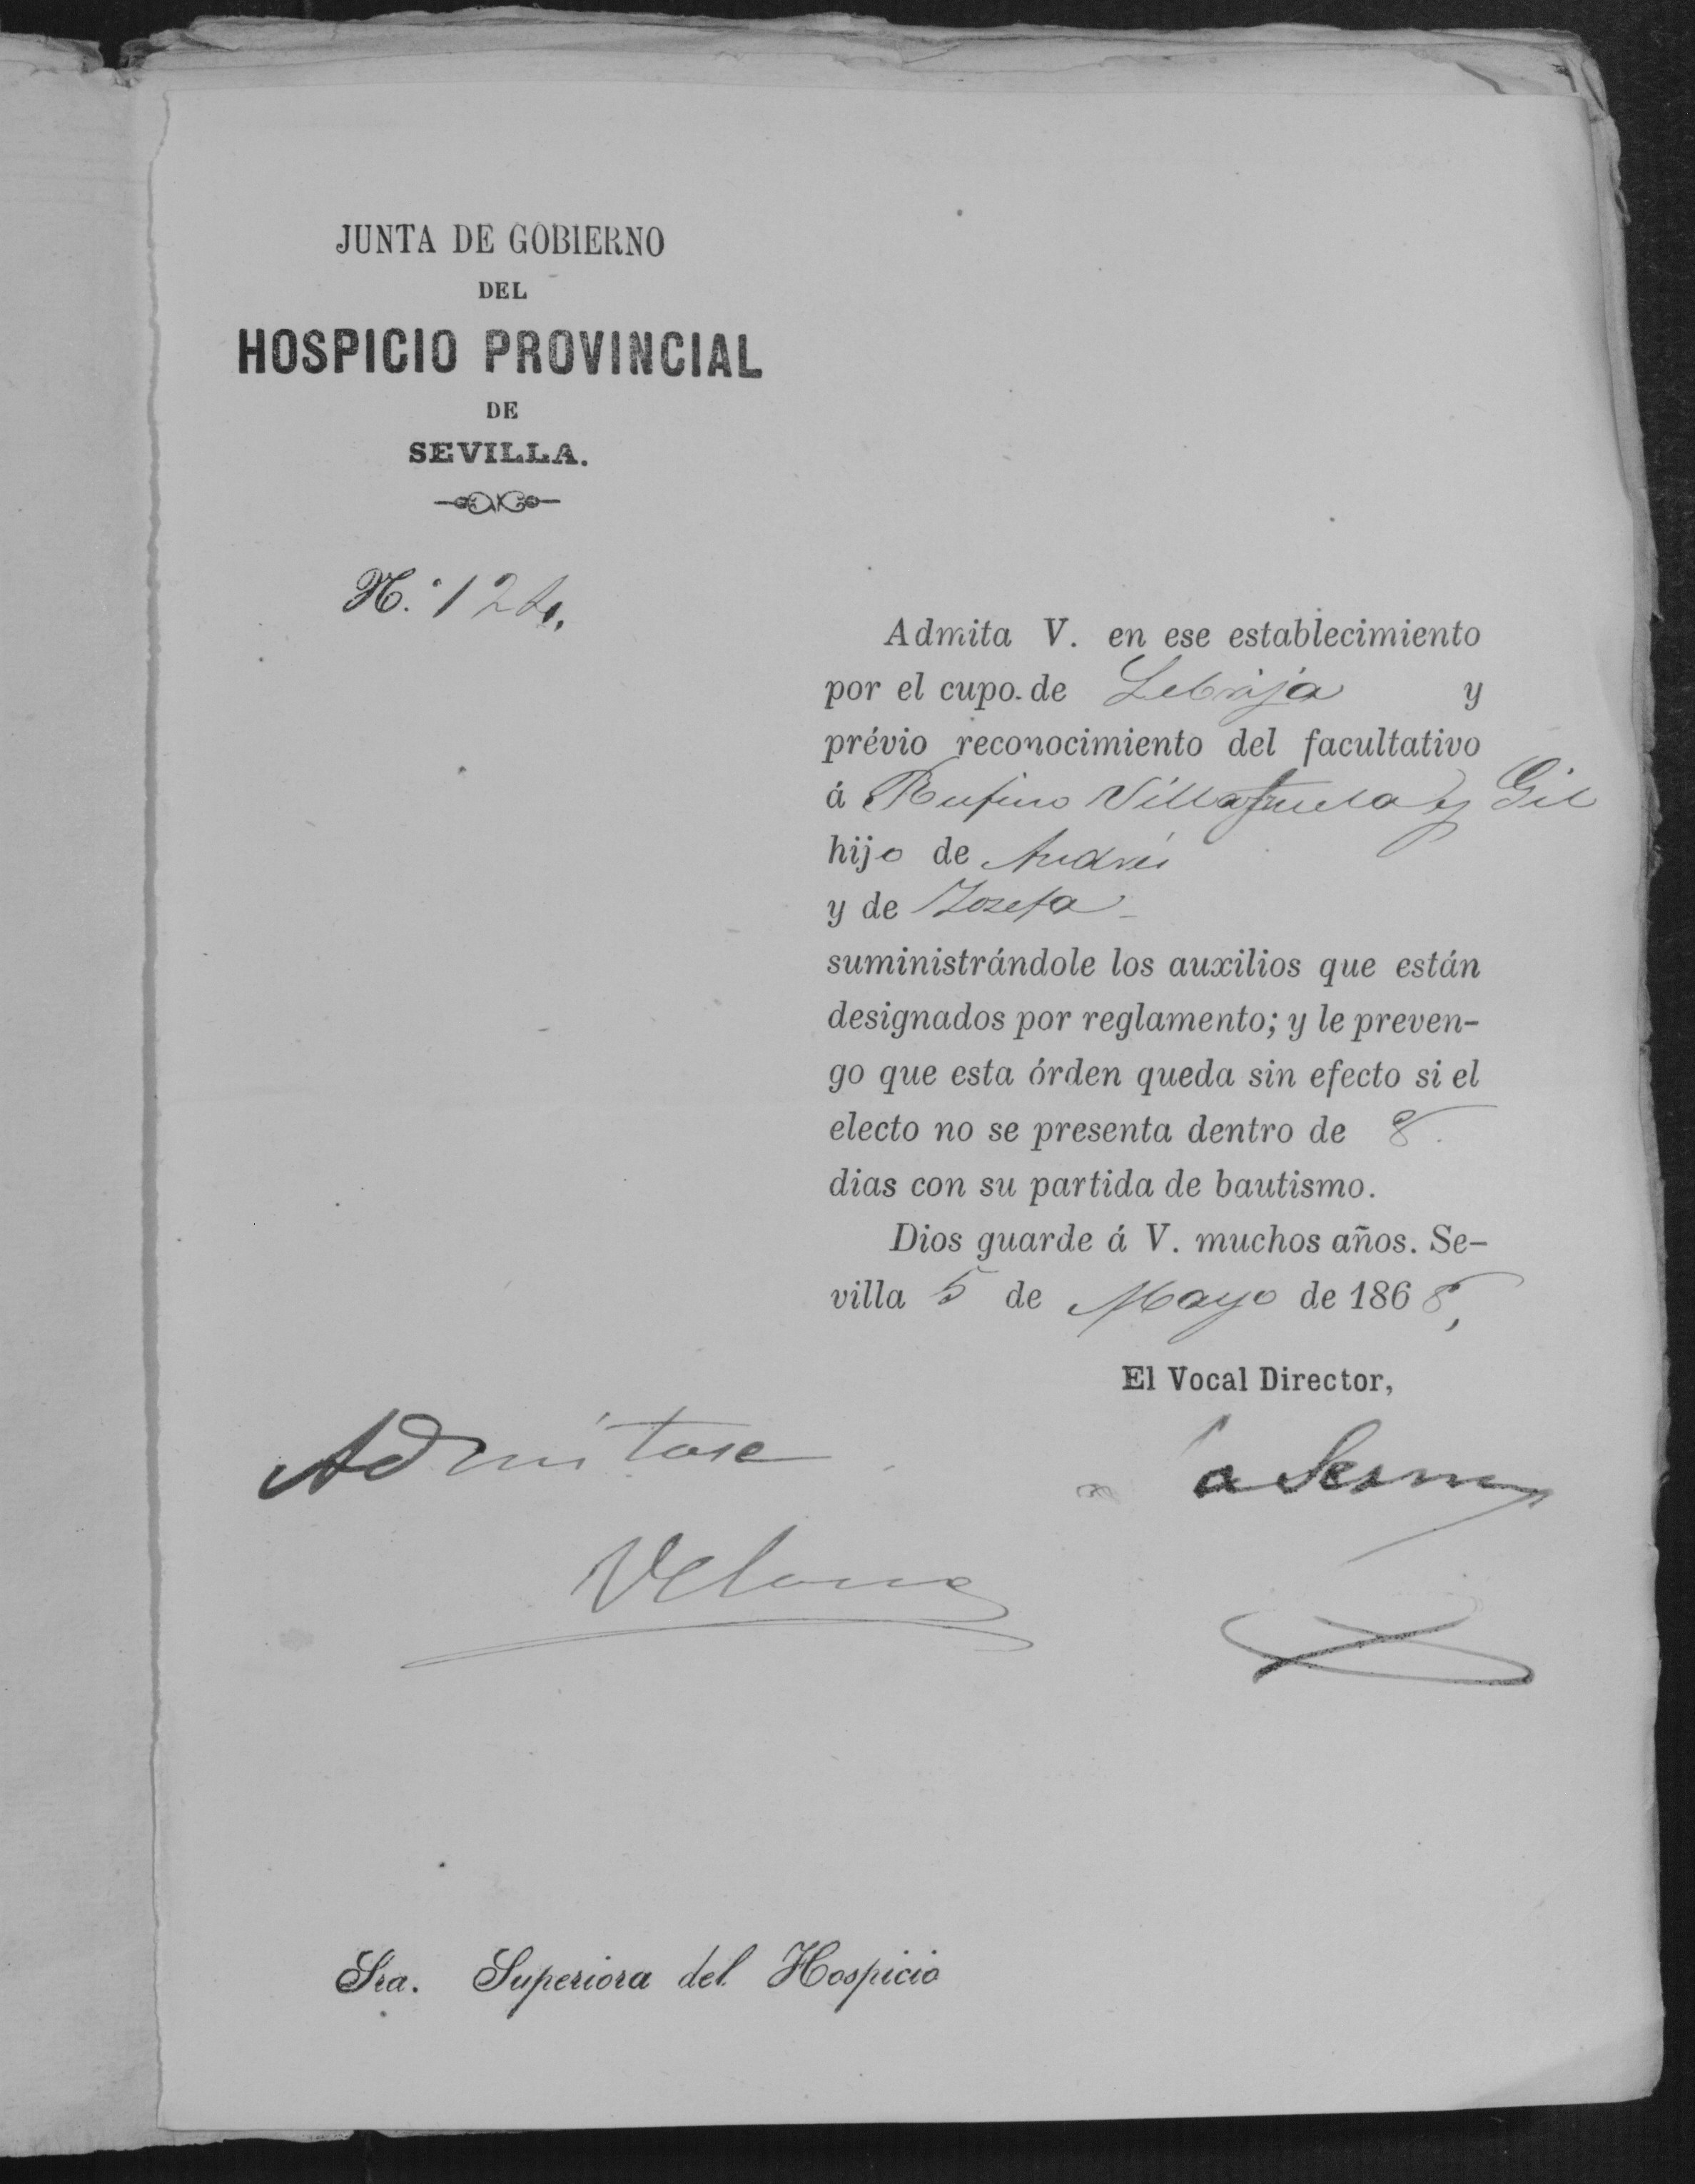 JUNTA DE GOBIERNO
DEL
HOSPICIO PROVINCIAL
DE
SEVILLA.
N.º 124.
Admita V. en ese establecimiento
por el cupo de Lebrija y
prévio reconocimiento del facultativo
á Rufino Villafruela y Gil
hijo de Andrés
y de Josefa
suministrándole los auxilios que están
designados por reglamento; y le preven-
go que esta órden queda sin efecto si el
electo no se presenta dentro de 8
dias con su partida de bautismo.
Dios guarde á V. muchos años. Se-
villa 5 de Mayo de 1868,
El Vocal Director,
Admitase
Sra. Superiora del Hospicio